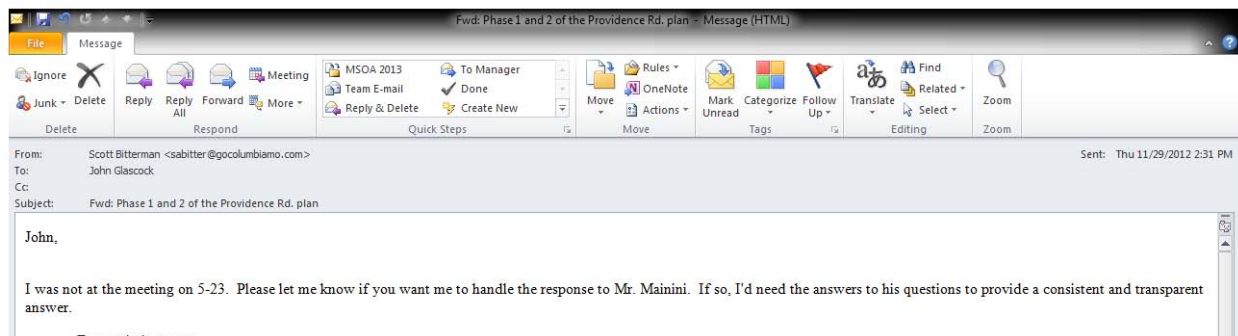 Fwd: Phase 1 and 2 of the Providence Rd. plan - Message (HTML)
File Message
Ignore
Junk
Delete
Reply
Reply All
Forward
Meeting
More
MSOA 2013
Team E-mail
Reply & Delete
To Manager
Done
Create New
Move
Rules
OneNote
Actions
Mark Unread
Categorize
Follow Up
Translate
Find
Related
Select
Zoom
Delete Respond Quick Steps Move Tags Editing Zoom
From: Scott Bitterman <sabitter@gocolumbiamo.com> Sent: Thu 11/29/2012 2:31 PM
To: John Glascock
Cc:
Subject: Fwd: Phase 1 and 2 of the Providence Rd. plan
John,
I was not at the meeting on 5-23. Please let me know if you want me to handle the response to Mr. Mainini. If so, I'd need the answers to his questions to provide a consistent and transparent
answer.